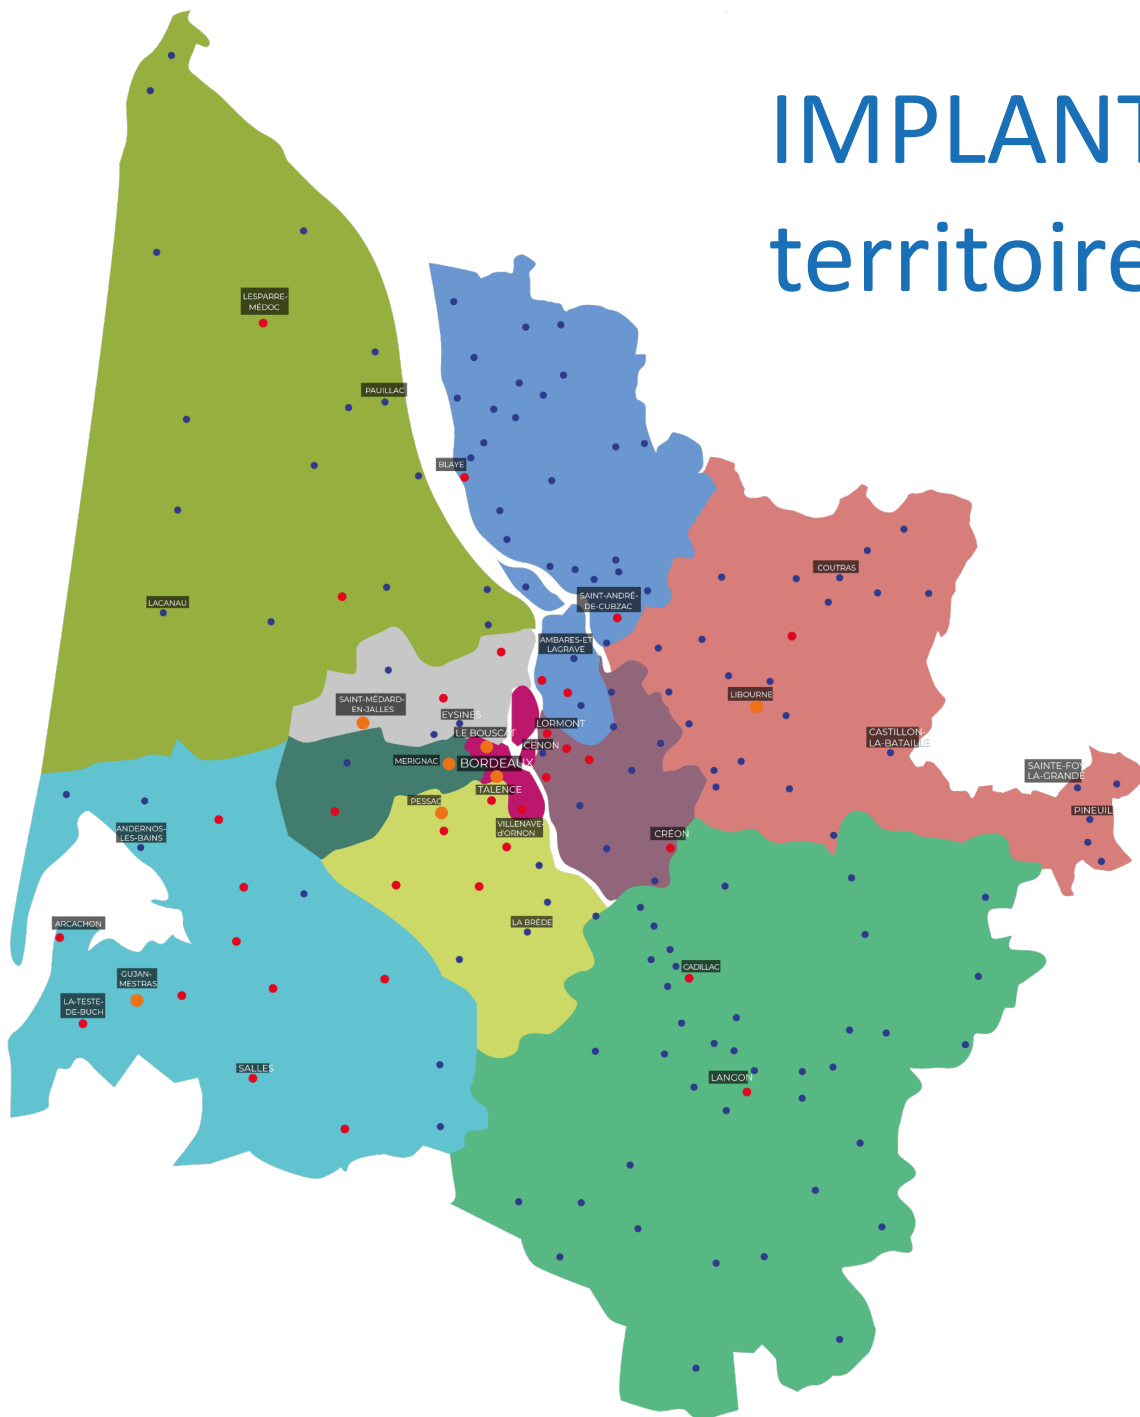 IMPLANT
territoire
LESPARRE-
MÉDOC
PAUILLAC
BLAYE
COUTRAS
LACANAU
SAINT-ANDRÉ-
DE-CUBZAC
AMBARES-ET
LAGRAVE
SAINT-MÉDARD-
EN-JALLES
LIBOURNE
EYSINES
LORMONT
LE BOUSCAT
CENON
CASTILLON-
LA-BATAILLE
MERIGNAC
BORDEAUX
SAINTE-FOY
LA-GRANDE
TALENCE
PESSAC
PINEUIL
VILLENAVE-
d'ORNON
ANDERNOS-
LES-BAINS
CRÉON
ARCACHON
LA BRÈDE
CADILLAC
GUJAN-
MESTRAS
LA-TESTE-
DE-BUCH
SALLES
LANGON